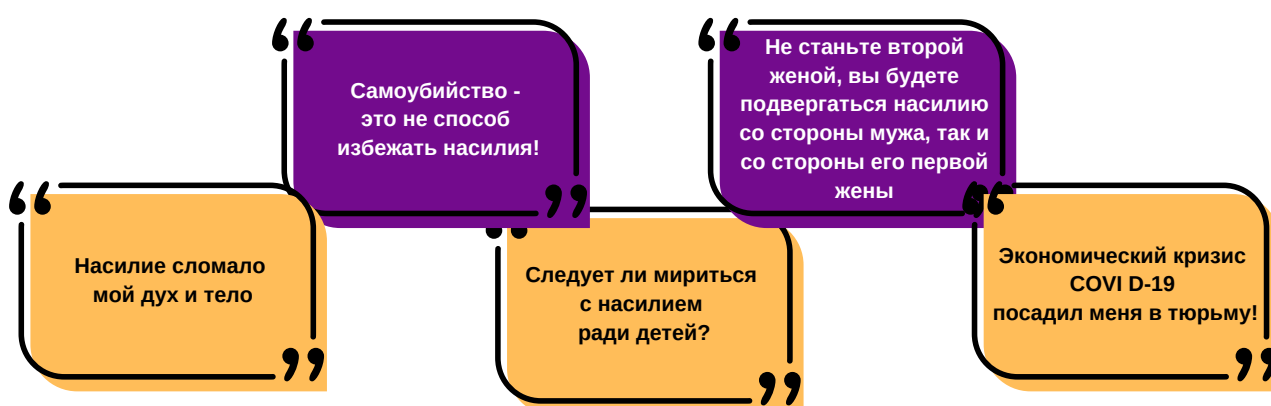 Самоубийство -
это не способ
избежать насилия!
Не станьте второй
женой, вы будете
подвергаться насилию
со стороны мужа, так и
со стороны его первой
жены
Насилие сломало
мой дух и тело
Следует ли мириться
с насилием
ради детей?
Экономический кризис
COVI D-19
посадил меня в тюрьму!